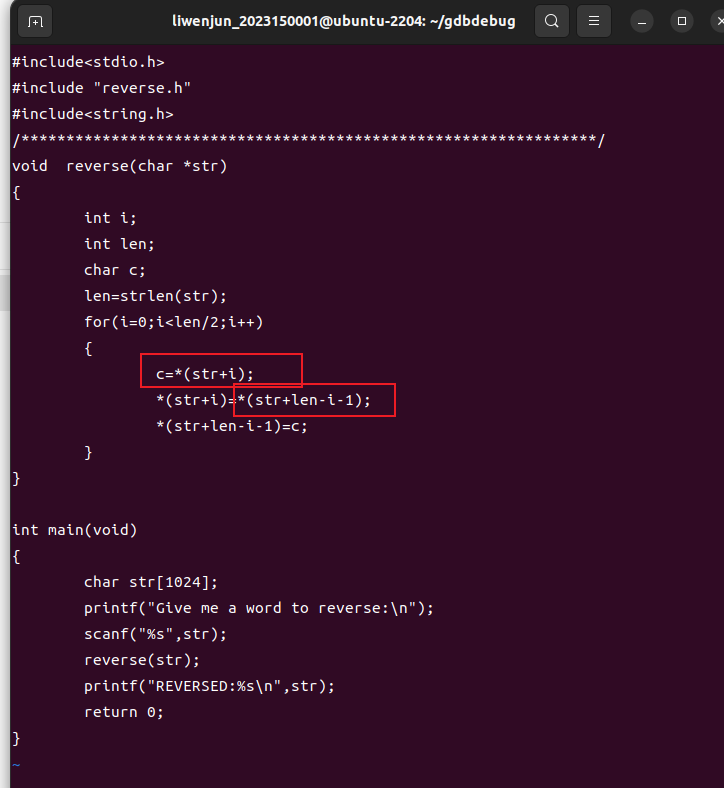 liwenjun_2023150001@ubuntu-2204: ~/gdbdebug
#include<stdio.h>
#include "reverse.h"
#include<string.h>
/****************************************************************/
void  reverse(char *str)
{
        int i;
        int len;
        char c;
        len=strlen(str);
        for(i=0;i<len/2;i++)
        {
                c=*(str+i);
                *(str+i)=*(str+len-i-1);
                *(str+len-i-1)=c;
        }
}

int main(void)
{
        char str[1024];
        printf("Give me a word to reverse:\n");
        scanf("%s",str);
        reverse(str);
        printf("REVERSED:%s\n",str);
        return 0;
}
~